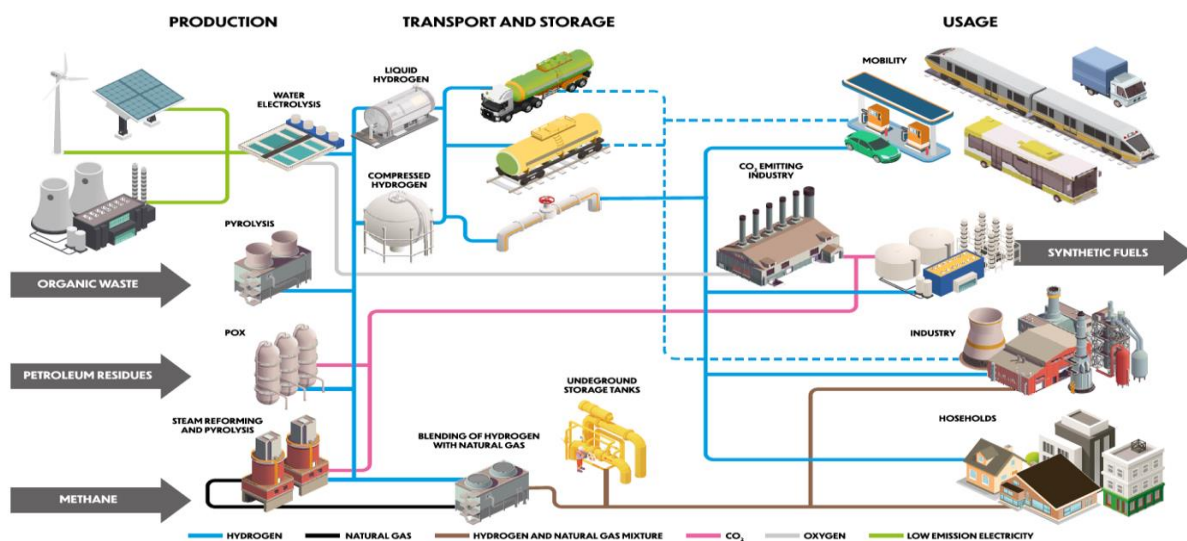 PRODUCTION
TRANSPORT AND STORAGE
USAGE
WATER
ELECTROLYSIS
LIQUID
HYDROGEN
MOBILITY
COMPRESSED
HYDROGEN
CO₂ EMITTING
INDUSTRY
PYROLYSIS
ORGANIC WASTE
SYNTHETIC FUELS
POX
INDUSTRY
PETROLEUM RESIDUES
UNDEGROUND
STORAGE TANKS
STEAM REFORMING
AND PYROLYSIS
BLENDING OF HYDROGEN
WITH NATURAL GAS
HOSEHOLDS
METHANE
HYDROGEN
NATURAL GAS
HYDROGEN AND NATURAL GAS MIXTURE
CO₂
OXYGEN
LOW EMISSION ELECTRICITY